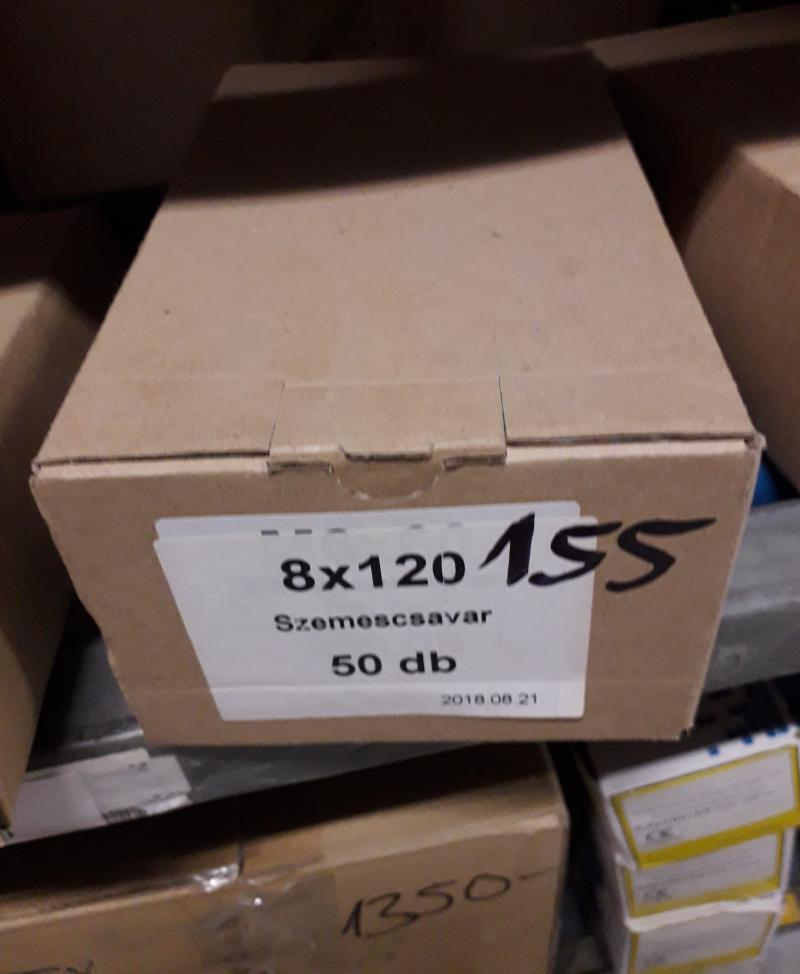 8x120 155
Szemescsavar
50 db
2018.08.21.
1350-